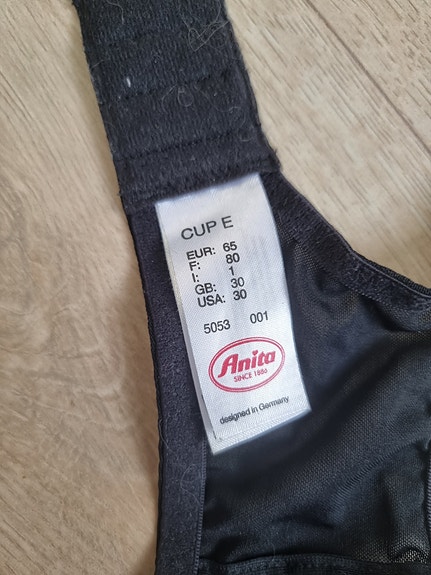 CUP E
EUR: 65
F: 80
I: 1
GB: 30
USA: 30
5053 001
Anita
SINCE 1886
designed in Germany